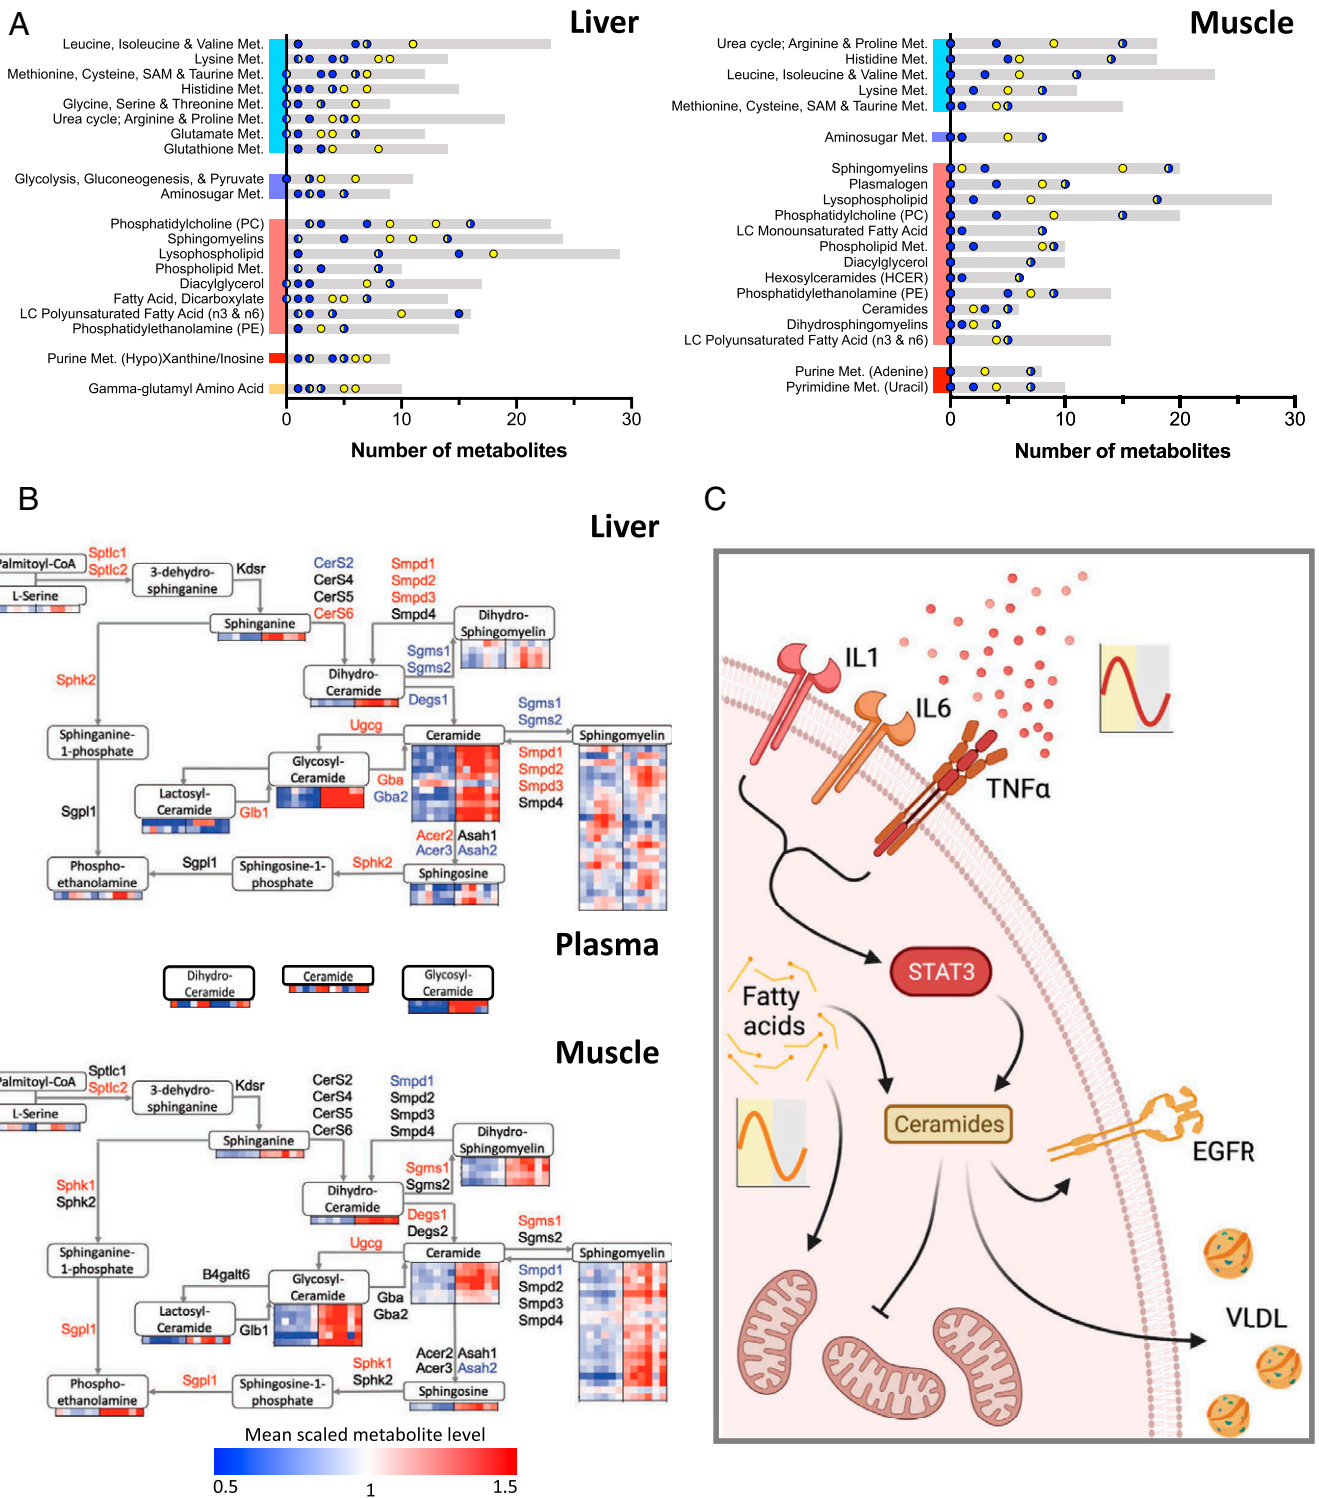 A
Liver
Leucine, Isoleucine & Valine Met.
Lysine Met.
Methionine, Cysteine, SAM & Taurine Met.
Histidine Met.
Glycine, Serine & Threonine Met.
Urea cycle; Arginine & Proline Met.
Glutamate Met.
Glutathione Met.
Glycolysis, Gluconeogenesis, & Pyruvate
Aminosugar Met.
Phosphatidylcholine (PC)
Sphingomyelins
Lysophospholipid
Phospholipid Met.
Diacylglycerol
Fatty Acid, Dicarboxylate
LC Polyunsaturated Fatty Acid (n3 & n6)
Phosphatidylethanolamine (PE)
Purine Met. (Hypo)Xanthine/Inosine
Gamma-glutamyl Amino Acid
0 10 20 30
Number of metabolites
Muscle
Urea cycle; Arginine & Proline Met.
Histidine Met.
Leucine, Isoleucine & Valine Met.
Lysine Met.
Methionine, Cysteine, SAM & Taurine Met.
Aminosugar Met.
Sphingomyelins
Plasmalogen
Lysophospholipid
Phosphatidylcholine (PC)
LC Monounsaturated Fatty Acid
Phospholipid Met.
Diacylglycerol
Hexosylceramides (HCER)
Phosphatidylethanolamine (PE)
Ceramides
Dihydrosphingomyelins
LC Polyunsaturated Fatty Acid (n3 & n6)
Purine Met. (Adenine)
Pyrimidine Met. (Uracil)
0 10 20 30
Number of metabolites
B
Liver
Palmitoyl-CoA
L-Serine
Sptlc1
Sptlc2
3-dehydro-
sphinganine
Kdsr
Sphinganine
CerS2
CerS4
CerS5
CerS6
Smpd1
Smpd2
Smpd3
Smpd4
Dihydro-
Sphingomyelin
Sgms1
Sgms2
Dihydro-
Ceramide
Degs1
Sphk2
Sphinganine-
1-phosphate
Ugcg
Ceramide
Sgms1
Sgms2
Sphingomyelin
Glycosyl-
Ceramide
Gba
Gba2
Smpd1
Smpd2
Smpd3
Smpd4
Lactosyl-
Ceramide
Glb1
Sgpl1
Acer2 Asah1
Acer3 Asah2
Phospho-
ethanolamine
Sgpl1
Sphingosine-1-
phosphate
Sphk2
Sphingosine
Plasma
Dihydro-
Ceramide
Ceramide
Glycosyl-
Ceramide
Muscle
Palmitoyl-CoA
L-Serine
Sptlc1
Sptlc2
3-dehydro-
sphinganine
Kdsr
Sphinganine
CerS2
CerS4
CerS5
CerS6
Smpd1
Smpd2
Smpd3
Smpd4
Dihydro-
Sphingomyelin
Sgms1
Sgms2
Dihydro-
Ceramide
Degs1
Degs2
Sphk1
Sphk2
Sphinganine-
1-phosphate
Ugcg
Ceramide
Sgms1
Sgms2
Sphingomyelin
B4galt6
Glycosyl-
Ceramide
Gba
Gba2
Smpd1
Smpd2
Smpd3
Smpd4
Lactosyl-
Ceramide
Glb1
Sgpl1
Acer2 Asah1
Acer3 Asah2
Phospho-
ethanolamine
Sgpl1
Sphingosine-1-
phosphate
Sphk1
Sphk2
Sphingosine
Mean scaled metabolite level
0.5 1 1.5
C
IL1
IL6
TNFα
STAT3
Fatty
acids
Ceramides
EGFR
VLDL